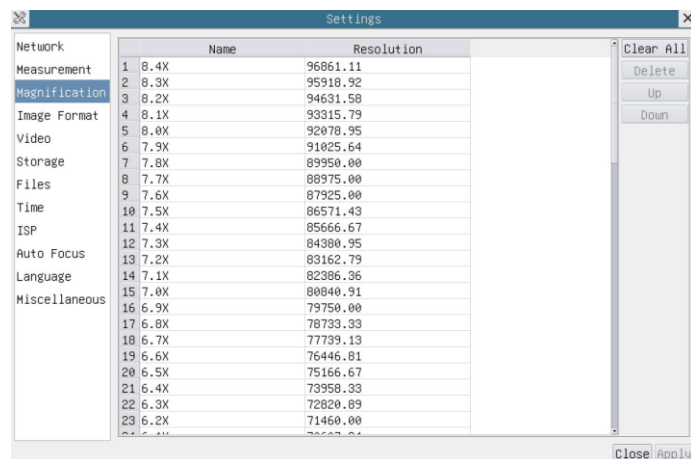 Settings
Network
Measurement
Magnification
Image Format
Video
Storage
Files
Time
ISP
Auto Focus
Language
Miscellaneous
Name Resolution
1 8.4X 96861.11
2 8.3X 95918.92
3 8.2X 94631.58
4 8.1X 93315.79
5 8.0X 92078.95
6 7.9X 91025.64
7 7.8X 89950.00
8 7.7X 88975.00
9 7.6X 87925.00
10 7.5X 86571.43
11 7.4X 85666.67
12 7.3X 84380.95
13 7.2X 83162.79
14 7.1X 82386.36
15 7.0X 80840.91
16 6.9X 79750.00
17 6.8X 78733.33
18 6.7X 77739.13
19 6.6X 76446.81
20 6.5X 75166.67
21 6.4X 73958.33
22 6.3X 72820.89
23 6.2X 71460.00
Clear All
Delete
Up
Down
Close Apply